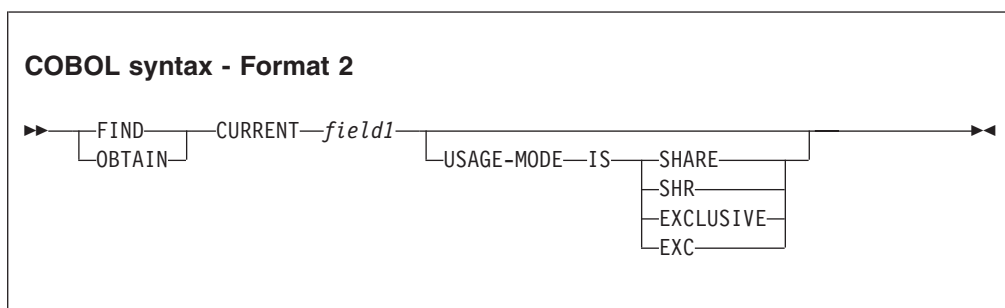 COBOL syntax - Format 2
FIND CURRENT field1
OBTAIN USAGE-MODE IS SHARE
SHR
EXCLUSIVE
EXC